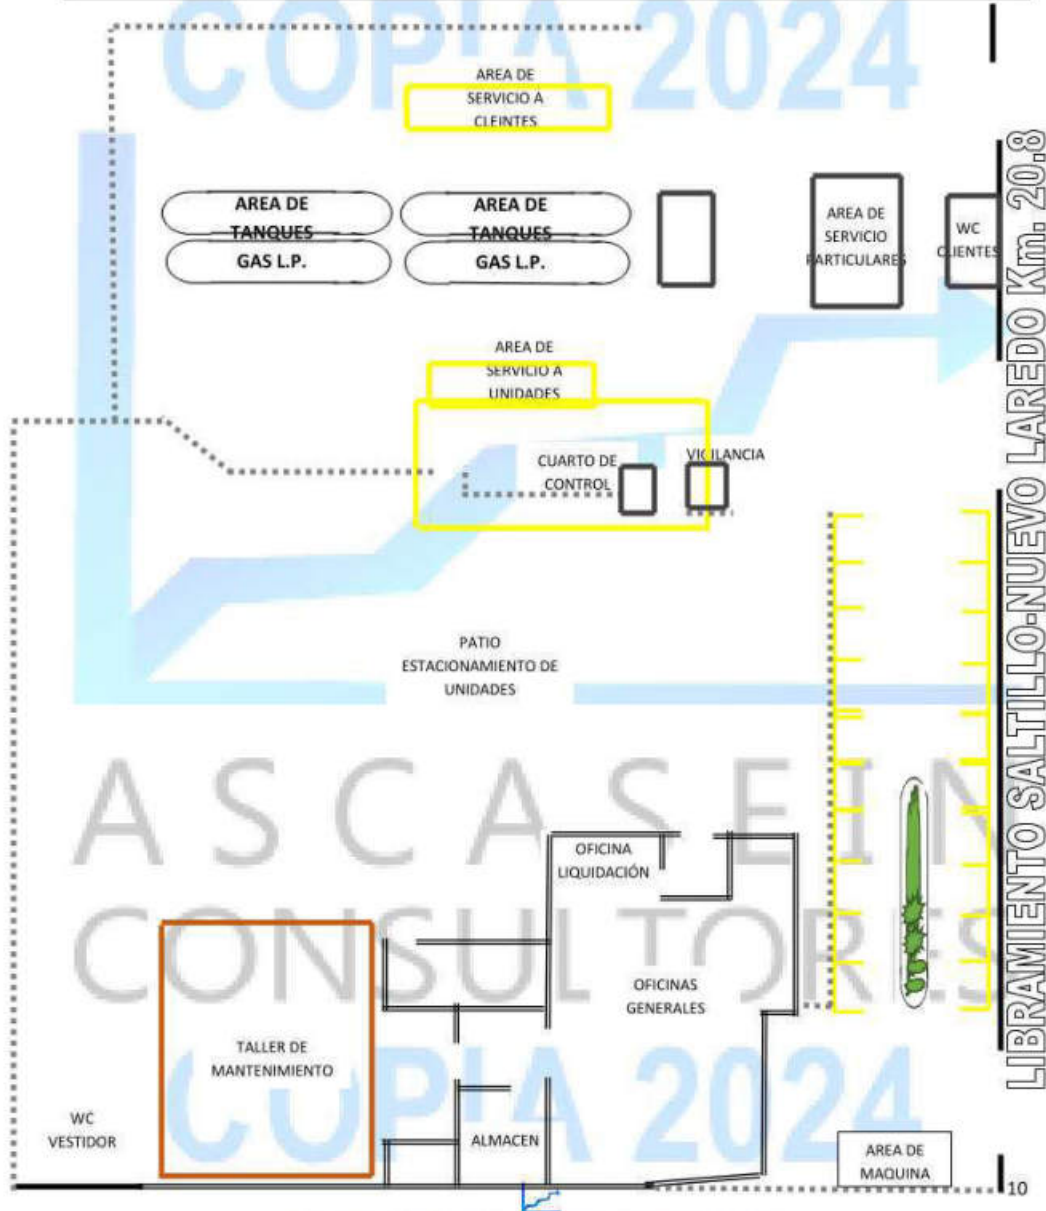 COPIA 2024
AREA DE
SERVICIO A
CLEINTES
AREA DE
TANQUES
GAS L.P.
AREA DE
TANQUES
GAS L.P.
AREA DE
SERVICIO
PARTICULARES
WC
CLIENTES
LIBRAMIENTO SALTILLO-NUEVO LAREDO Km. 20.8
AREA DE
SERVICIO A
UNIDADES
CUARTO DE
CONTROL
VIGILANCIA
PATIO
ESTACIONAMIENTO DE
UNIDADES
ASCASEIN
CONSULTORES
OFICINA
LIQUIDACIÓN
OFICINAS
GENERALES
TALLER DE
MANTENIMIENTO
COPIA 2024
WC
VESTIDOR
ALMACEN
AREA DE
MAQUINA
10